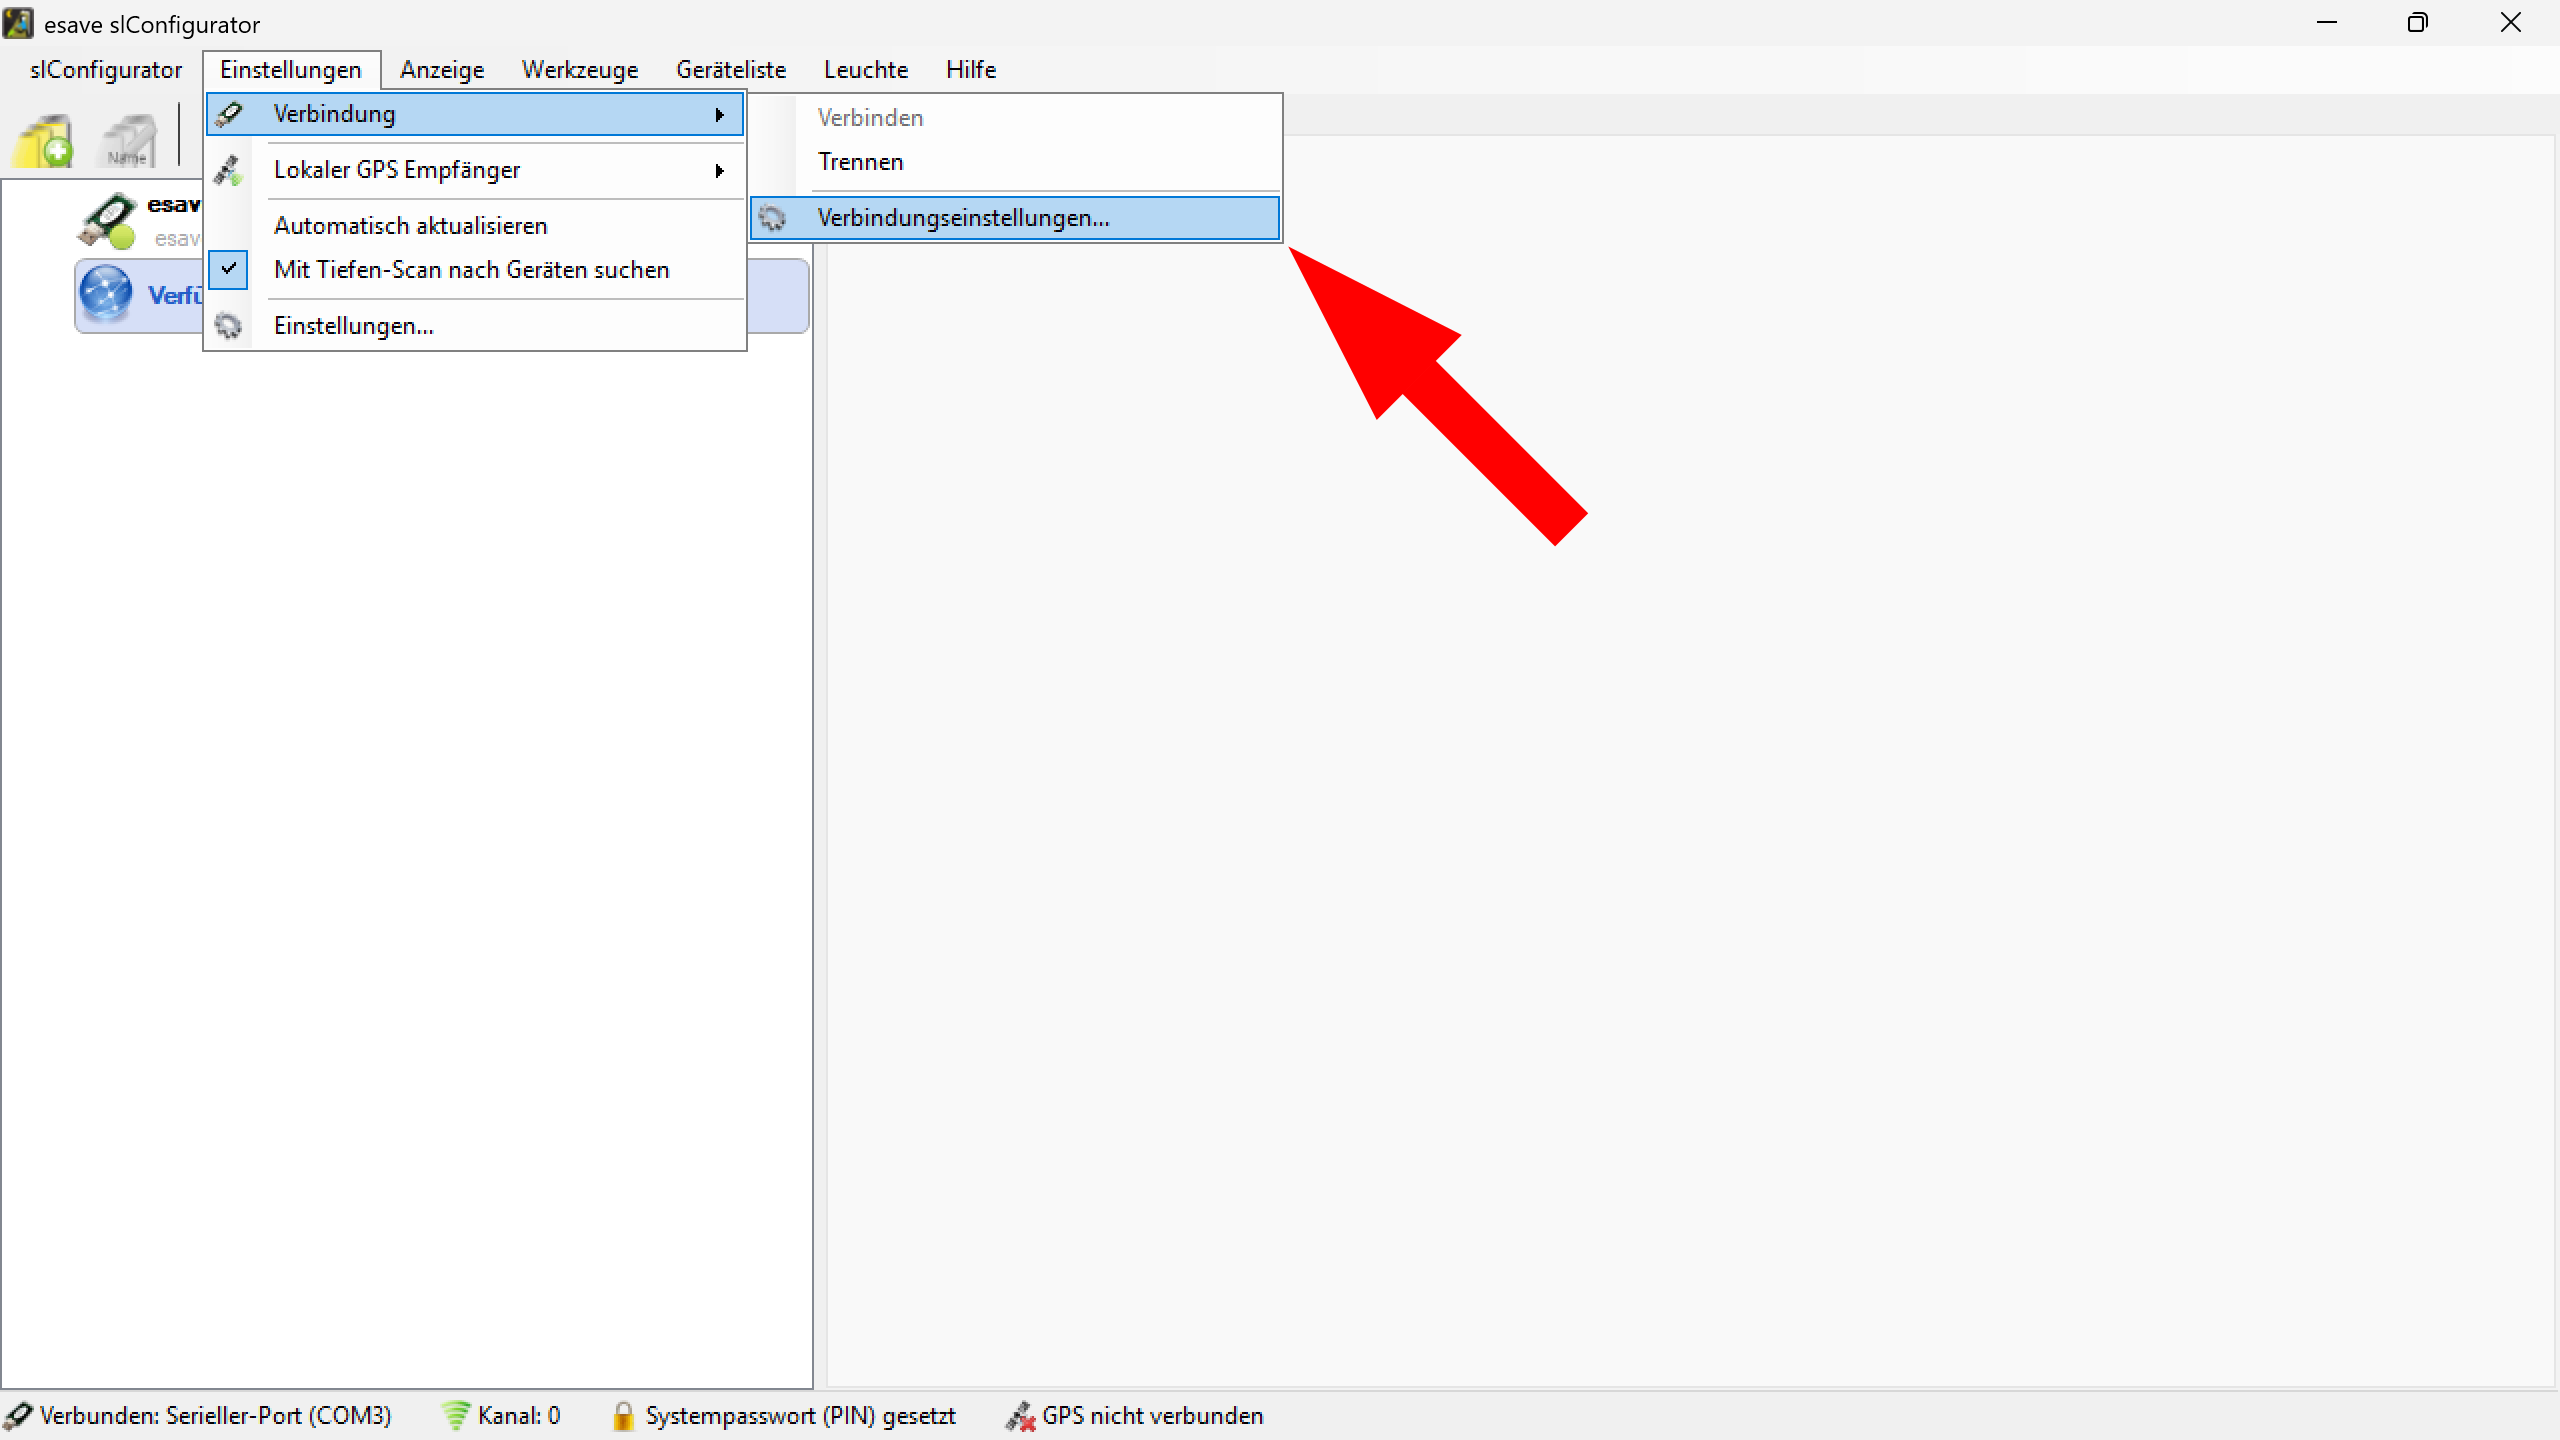 esave slConfigurator
slConfigurator Einstellungen Anzeige Werkzeuge Geräteliste Leuchte Hilfe
Verbindung
Lokaler GPS Empfänger
Automatisch aktualisieren
Mit Tiefen-Scan nach Geräten suchen
Einstellungen...
Verbinden
Trennen
Verbindungseinstellungen...
Name
esav
esav
Verfü
Verbunden: Serieller-Port (COM3) Kanal: 0 Systempasswort (PIN) gesetzt GPS nicht verbunden